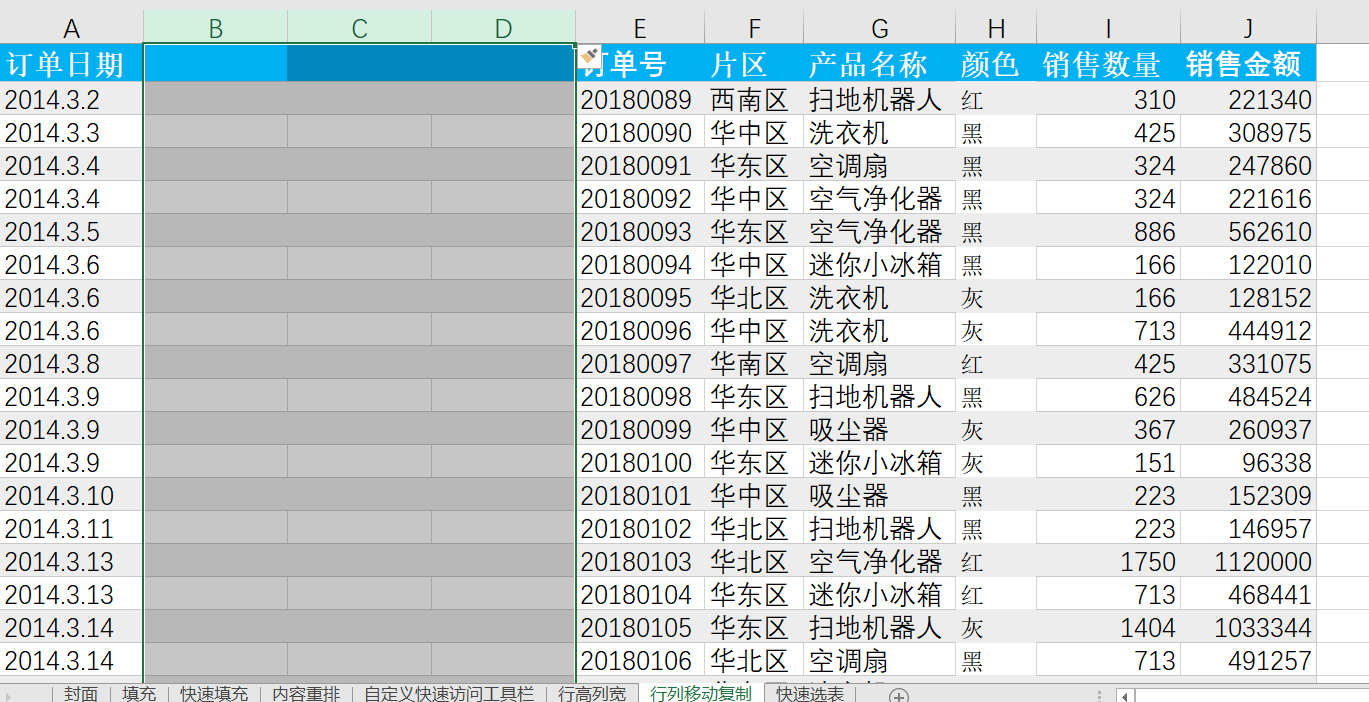 A B C D E F G H I J
订单日期 订单号 片区 产品名称 颜色 销售数量 销售金额
2014.3.2 20180089 西南区 扫地机器人 红 310 221340
2014.3.3 20180090 华中区 洗衣机 黑 425 308975
2014.3.4 20180091 华东区 空调扇 黑 324 247860
2014.3.4 20180092 华中区 空气净化器 黑 324 221616
2014.3.5 20180093 华东区 空气净化器 黑 886 562610
2014.3.6 20180094 华中区 迷你小冰箱 黑 166 122010
2014.3.6 20180095 华北区 洗衣机 灰 166 128152
2014.3.6 20180096 华中区 洗衣机 灰 713 444912
2014.3.8 20180097 华南区 空调扇 红 425 331075
2014.3.9 20180098 华东区 扫地机器人 黑 626 484524
2014.3.9 20180099 华中区 吸尘器 灰 367 260937
2014.3.9 20180100 华东区 迷你小冰箱 灰 151 96338
2014.3.10 20180101 华中区 吸尘器 黑 223 152309
2014.3.11 20180102 华北区 扫地机器人 黑 223 146957
2014.3.13 20180103 华北区 空气净化器 红 1750 1120000
2014.3.13 20180104 华东区 迷你小冰箱 红 713 468441
2014.3.14 20180105 华东区 扫地机器人 灰 1404 1033344
2014.3.14 20180106 华北区 空调扇 黑 713 491257
封面 填充 快速填充 内容重排 自定义快速访问工具栏 行高列宽 行列移动复制 快速选表